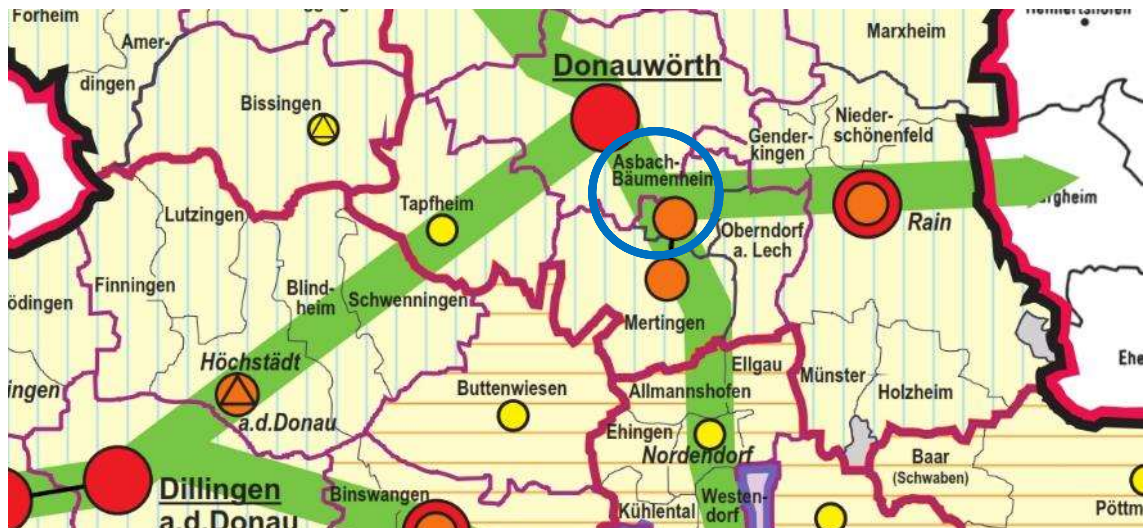 Forheim
Amer-
dingen
Marxheim
Donauwörth
Bissingen
Nieder-
schönenfeld
Gender-
kingen
Asbach-
Bäumenheim
Tapfheim
Lutzingen
Rain
Oberndorf
a. Lech
Finningen
Blind-
heim
Schwenningen
Mertingen
Höchstädt
a.d.Donau
Buttenwiesen
Ellgau
Allmannshofen
Münster
Holzheim
Ehingen
Nordendorf
Baar
(Schwaben)
Dillingen
a.d.Donau
Binswangen
Kühlental
Westen-
dorf